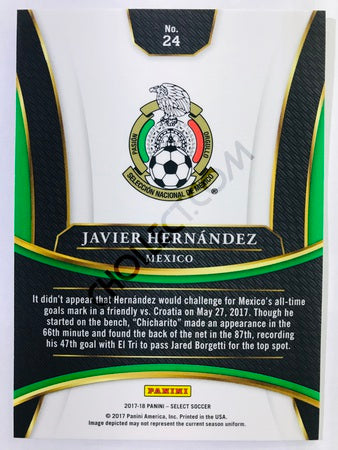 No.
24
PASIÓN
ORGULLO
SELECCIÓN NACIONAL DE MÉXICO
®
JAVIER HERNÁNDEZ
MEXICO
It didn't appear that Hernández would challenge for Mexico's all-time
goals mark in a friendly vs. Croatia on May 27, 2017. Though he
started on the bench, "Chicharito" made an appearance in the
66th minute and found the back of the net in the 87th, recording
his 47th goal with El Tri to pass Jared Borgetti for the top spot.
PANINI
2017-18 PANINI – SELECT SOCCER
© 2017 Panini America, Inc. Printed in the USA.
Image depicted may not represent the current season uniform.